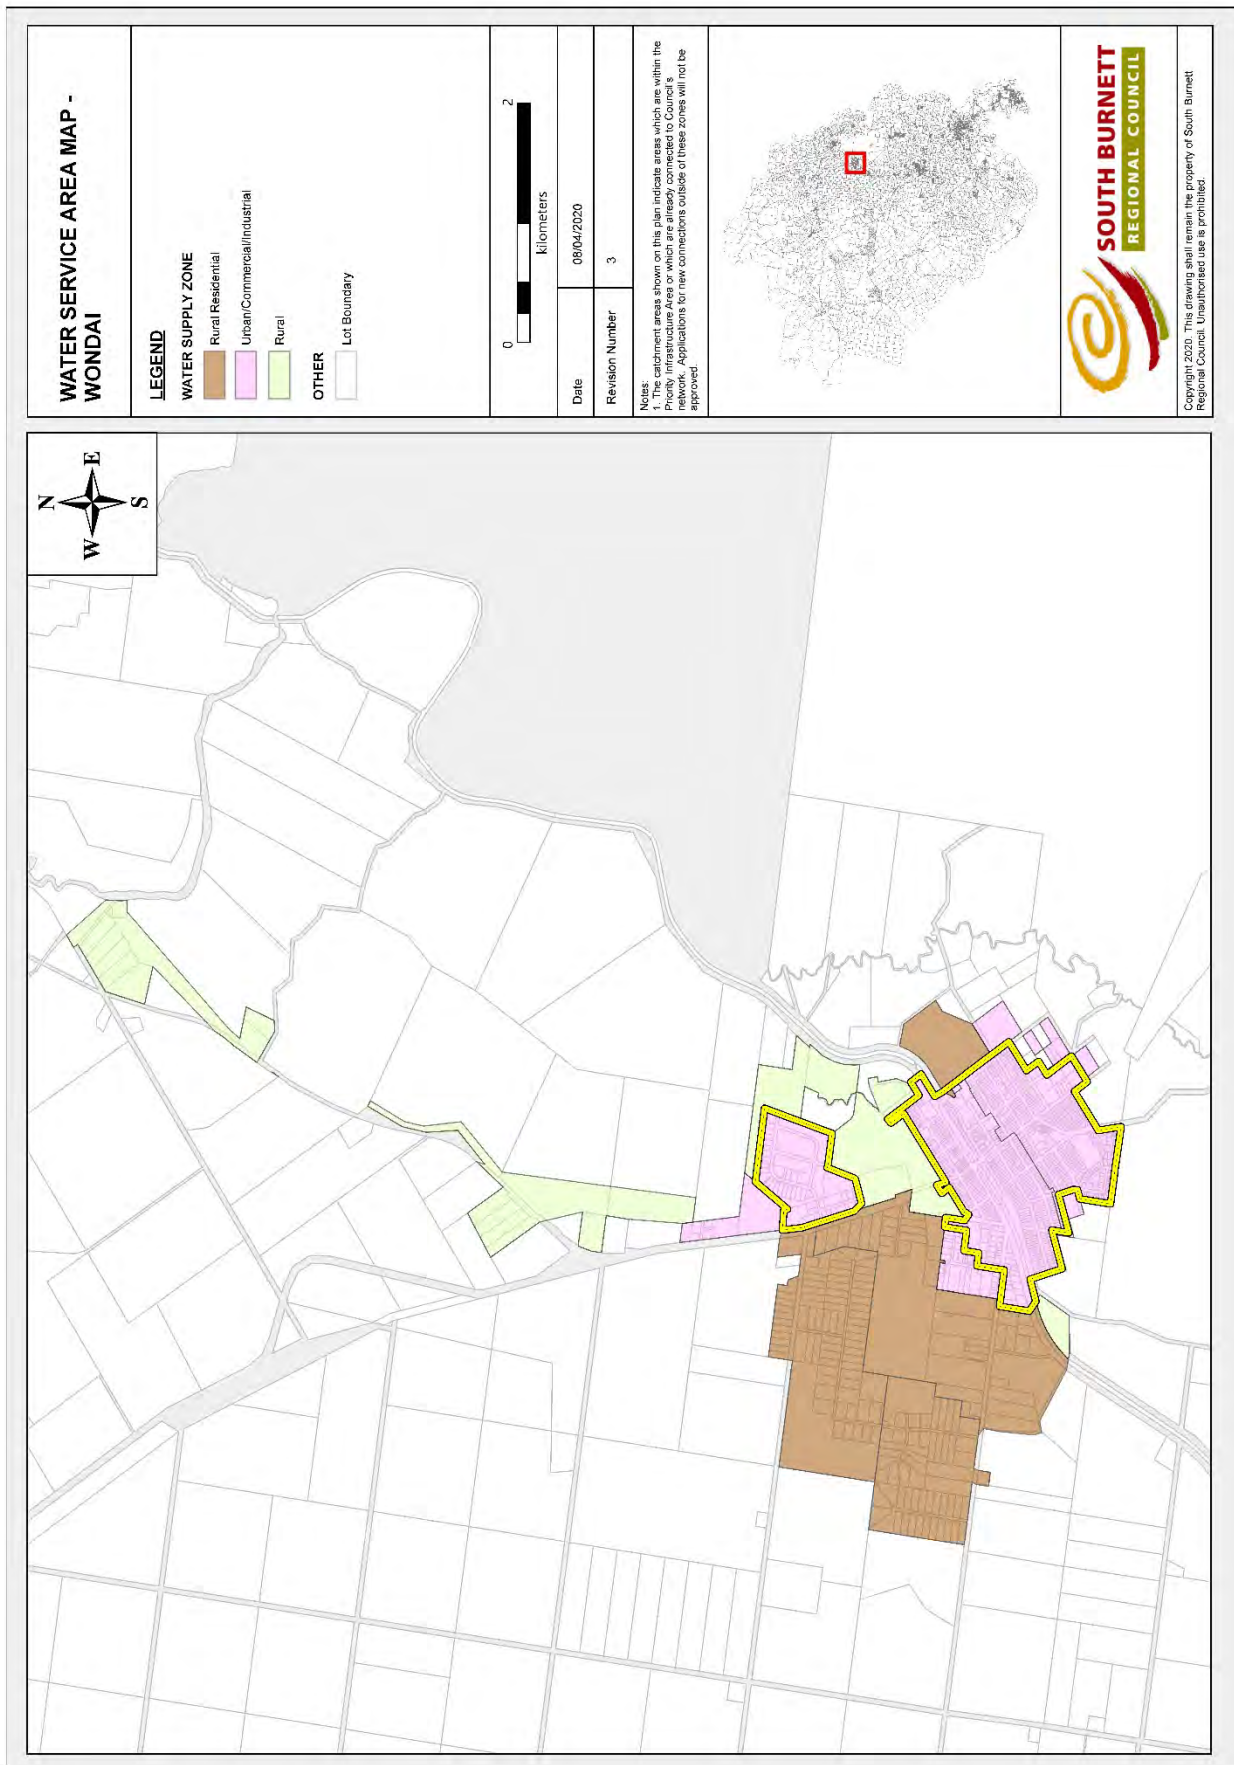 WATER SERVICE AREA MAP -
WONDAI
LEGEND
WATER SUPPLY ZONE
Rural Residential
Urban/Commercial/Industrial
Rural
OTHER
Lot Boundary
0 2
kilometers
Date 08/04/2020
Revision Number 3
Notes:
1. The catchment areas shown on this plan indicate areas which are within the
Priority Infrastructure Area or which are already connected to Council's
network. Applications for new connections outside of these zones will not be
approved.
SOUTH BURNETT
REGIONAL COUNCIL
Copyright 2020. This drawing shall remain the property of South Burnett
Regional Council. Unauthorised use is prohibited.
N
W E
S